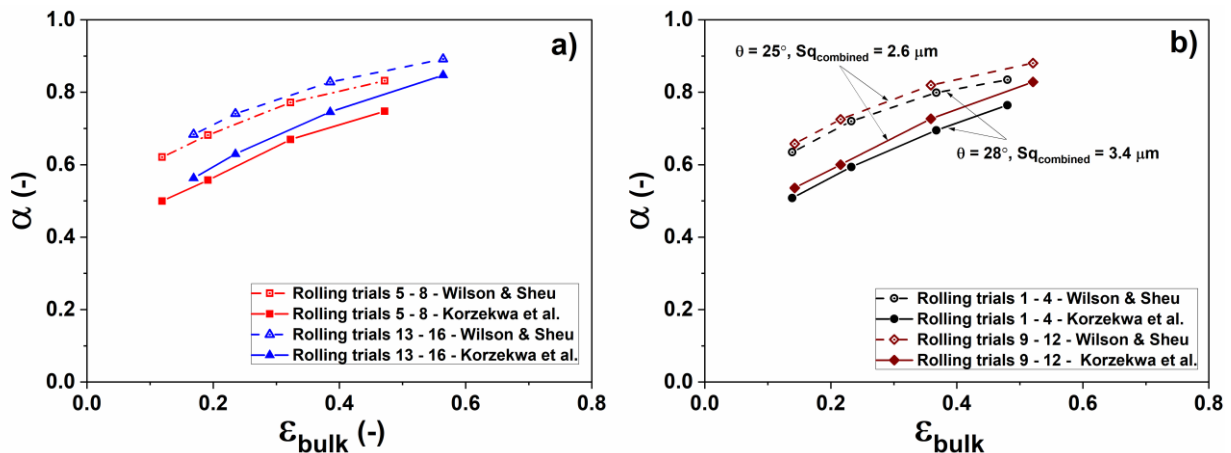 a)
α (-)
1.0
0.8
0.6
0.4
0.2
0.0
0.0 0.2 0.4 0.6 0.8
ε_bulk (-)
Rolling trials 5 - 8 - Wilson & Sheu
Rolling trials 5 - 8 - Korzekwa et al.
Rolling trials 13 - 16 - Wilson & Sheu
Rolling trials 13 - 16 - Korzekwa et al.
b)
θ = 25°, Sq_combined = 2.6 μm
θ = 28°, Sq_combined = 3.4 μm
α (-)
1.0
0.8
0.6
0.4
0.2
0.0
0.0 0.2 0.4 0.6 0.8
ε_bulk
Rolling trials 1 - 4 - Wilson & Sheu
Rolling trials 1 - 4 - Korzekwa et al.
Rolling trials 9 - 12 - Wilson & Sheu
Rolling trials 9 - 12 - Korzekwa et al.